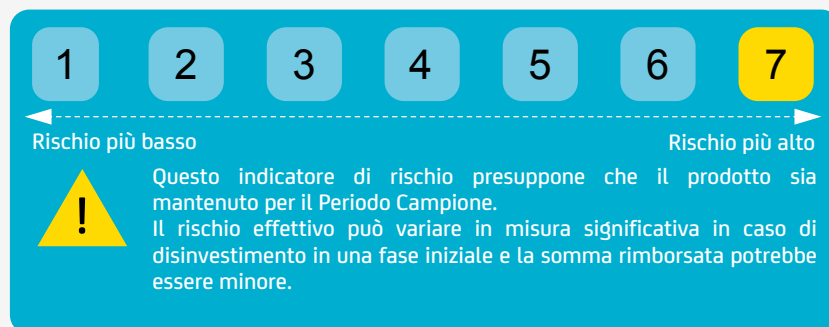 1 2 3 4 5 6 7
Rischio più basso Rischio più alto
!
Questo indicatore di rischio presuppone che il prodotto sia
mantenuto per il Periodo Campione.
Il rischio effettivo può variare in misura significativa in caso di
disinvestimento in una fase iniziale e la somma rimborsata potrebbe
essere minore.